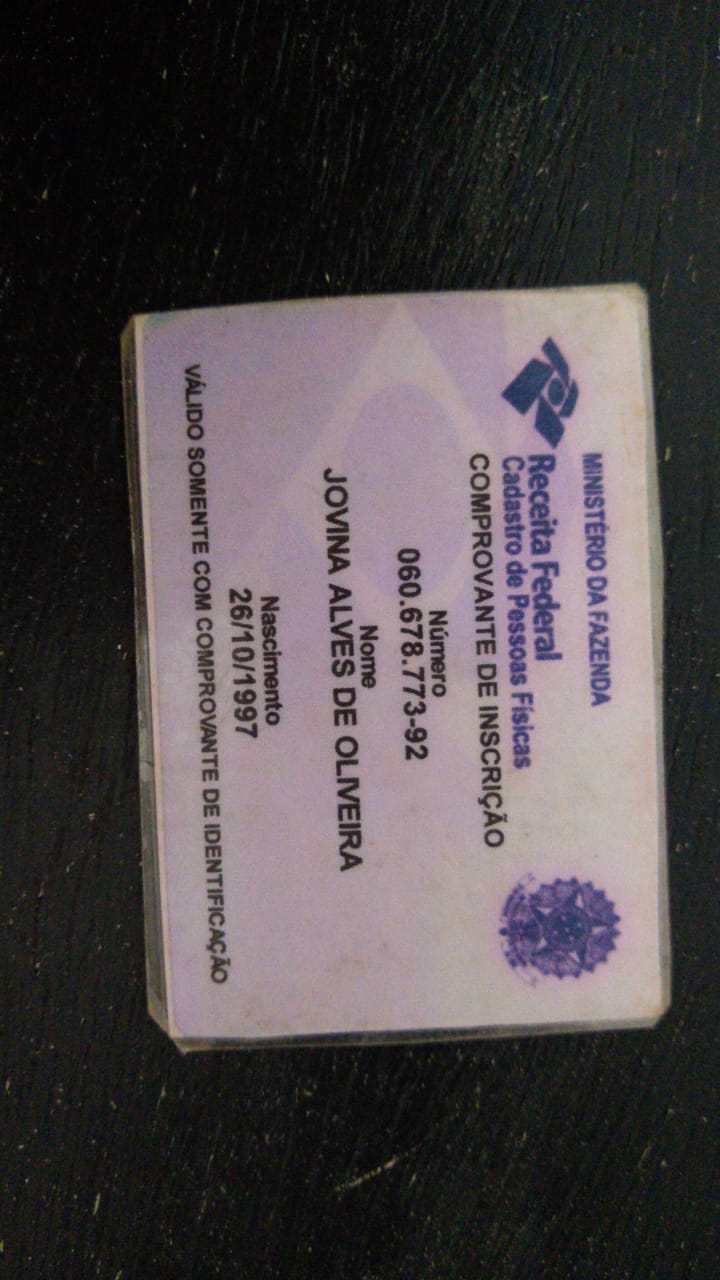 MINISTÉRIO DA FAZENDA
Receita Federal
Cadastro de Pessoas Físicas
COMPROVANTE DE INSCRIÇÃO
Número
060.678.773-92
Nome
JOVINA ALVES DE OLIVEIRA
Nascimento
26/10/1997
VÁLIDO SOMENTE COM COMPROVANTE DE IDENTIFICAÇÃO